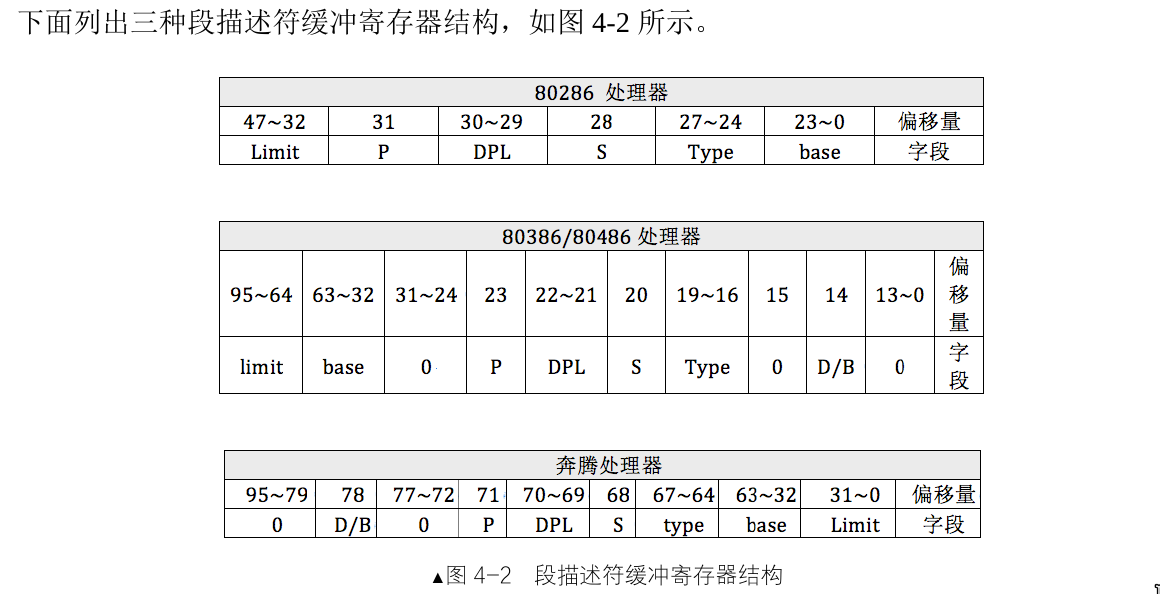 下面列出三种段描述符缓冲寄存器结构，如图 4-2 所示。
80286 处理器
47~32 31 30~29 28 27~24 23~0 偏移量
Limit P DPL S Type base 字段
80386/80486 处理器
95~64 63~32 31~24 23 22~21 20 19~16 15 14 13~0 偏移量
limit base 0 P DPL S Type 0 D/B 0 字段
奔腾处理器
95~79 78 77~72 71 70~69 68 67~64 63~32 31~0 偏移量
0 D/B 0 P DPL S type base Limit 字段
▲图 4-2 段描述符缓冲寄存器结构